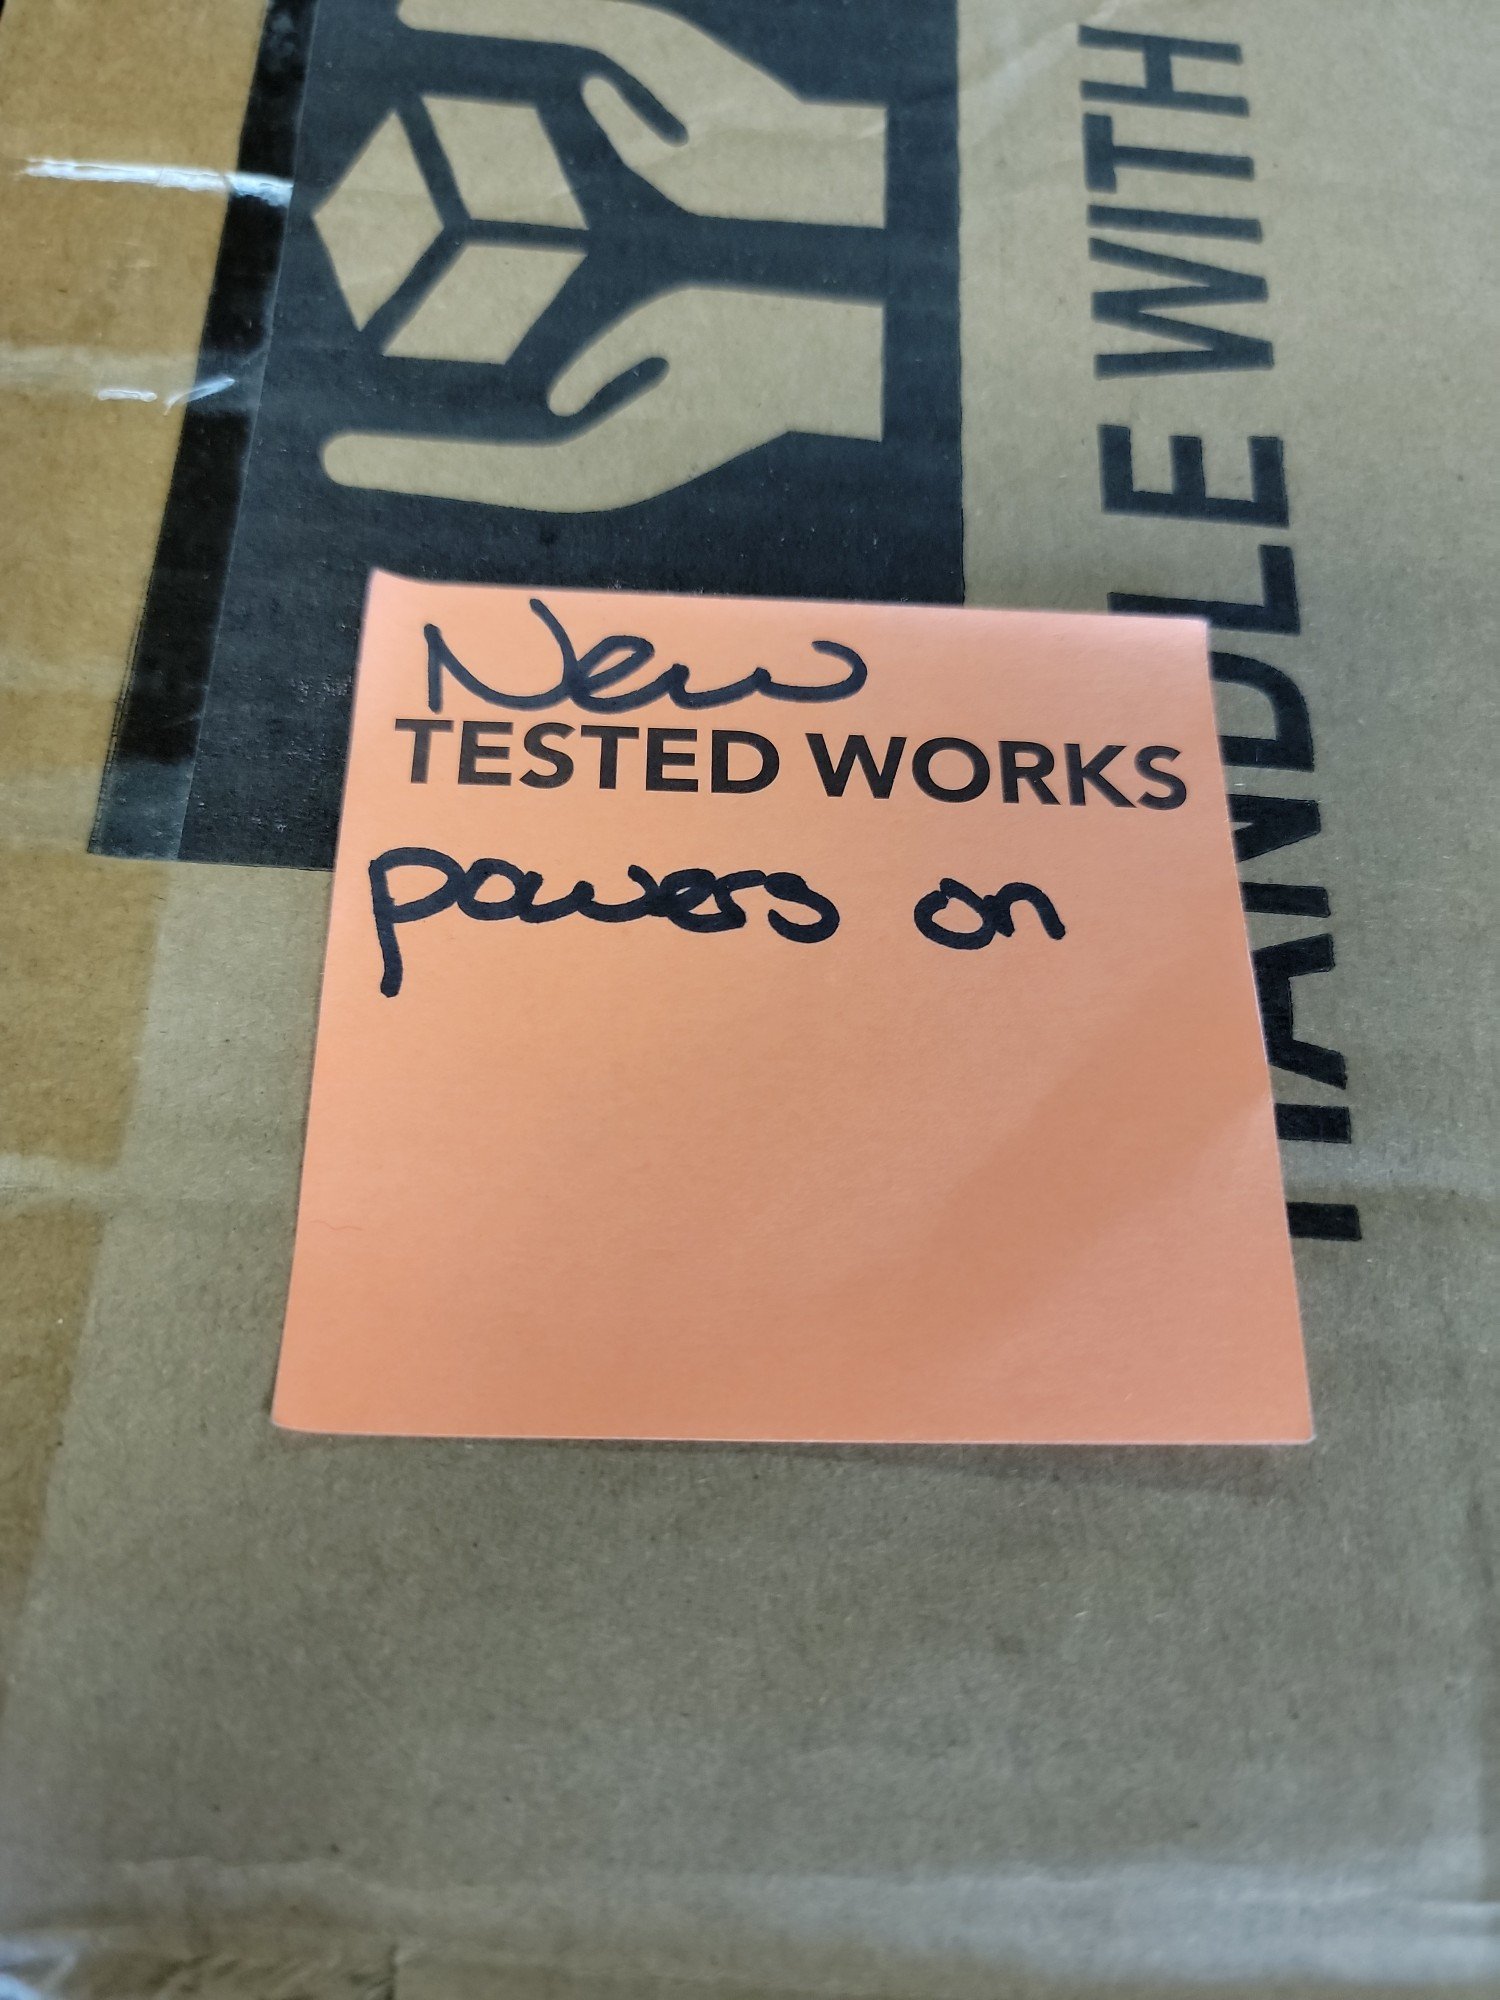 New
TESTED WORKS
powers on
HANDLE WITH